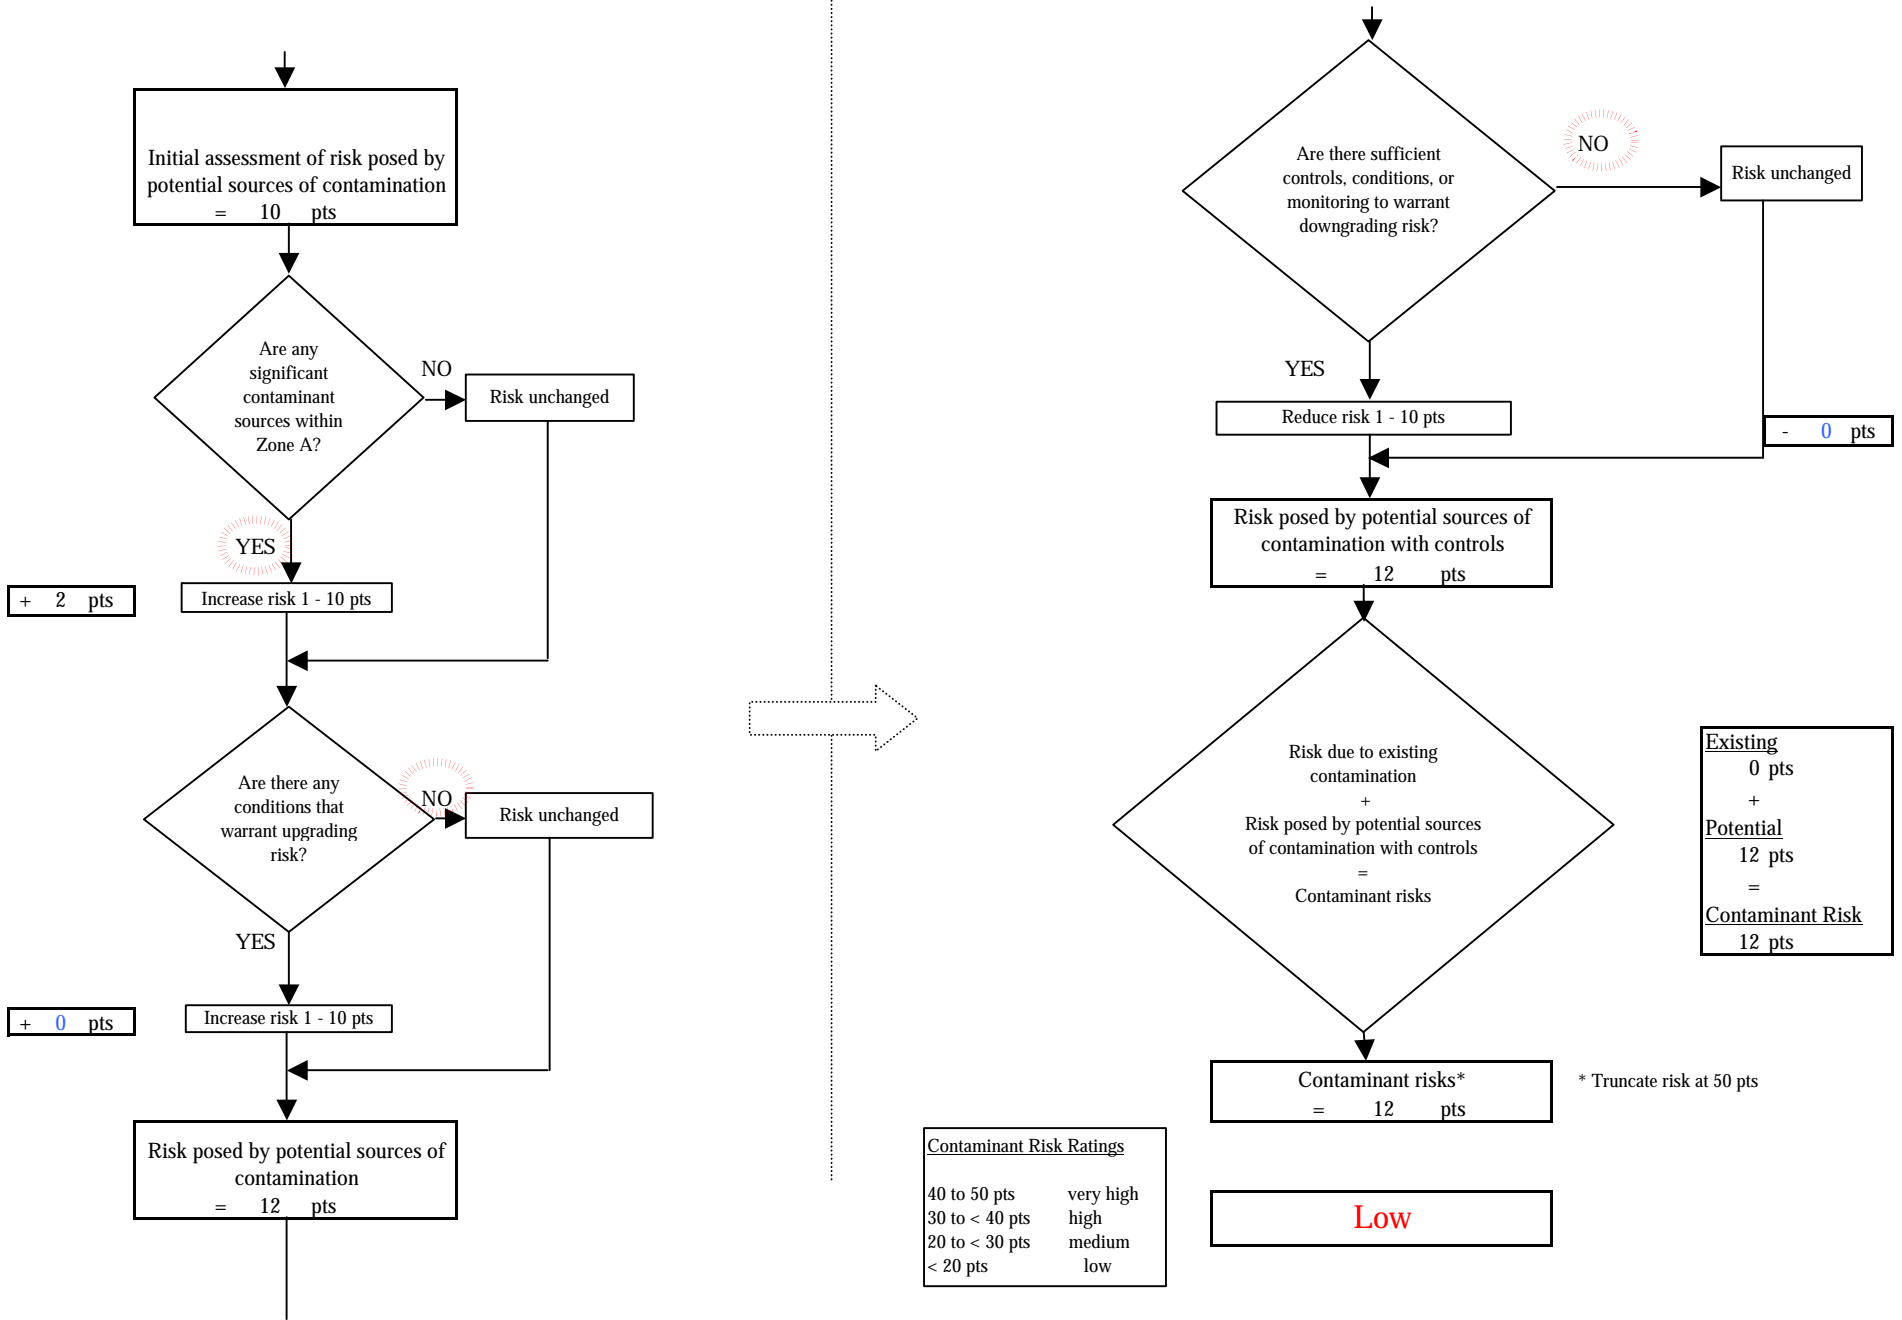 Initial assessment of risk posed by
potential sources of contamination
= 10 pts
Are any
significant
contaminant
sources within
Zone A?
NO
Risk unchanged
YES
+ 2 pts
Increase risk 1 - 10 pts
Are there any
conditions that
warrant upgrading
risk?
NO
Risk unchanged
YES
+ 0 pts
Increase risk 1 - 10 pts
Risk posed by potential sources of
contamination
= 12 pts
Are there sufficient
controls, conditions, or
monitoring to warrant
downgrading risk?
NO
Risk unchanged
YES
Reduce risk 1 - 10 pts
- 0 pts
Risk posed by potential sources of
contamination with controls
= 12 pts
Risk due to existing
contamination
+
Risk posed by potential sources
of contamination with controls
=
Contaminant risks
Existing
0 pts
+
Potential
12 pts
=
Contaminant Risk
12 pts
Contaminant risks*
= 12 pts
* Truncate risk at 50 pts
Contaminant Risk Ratings
40 to 50 pts very high
30 to < 40 pts high
20 to < 30 pts medium
< 20 pts low
Low